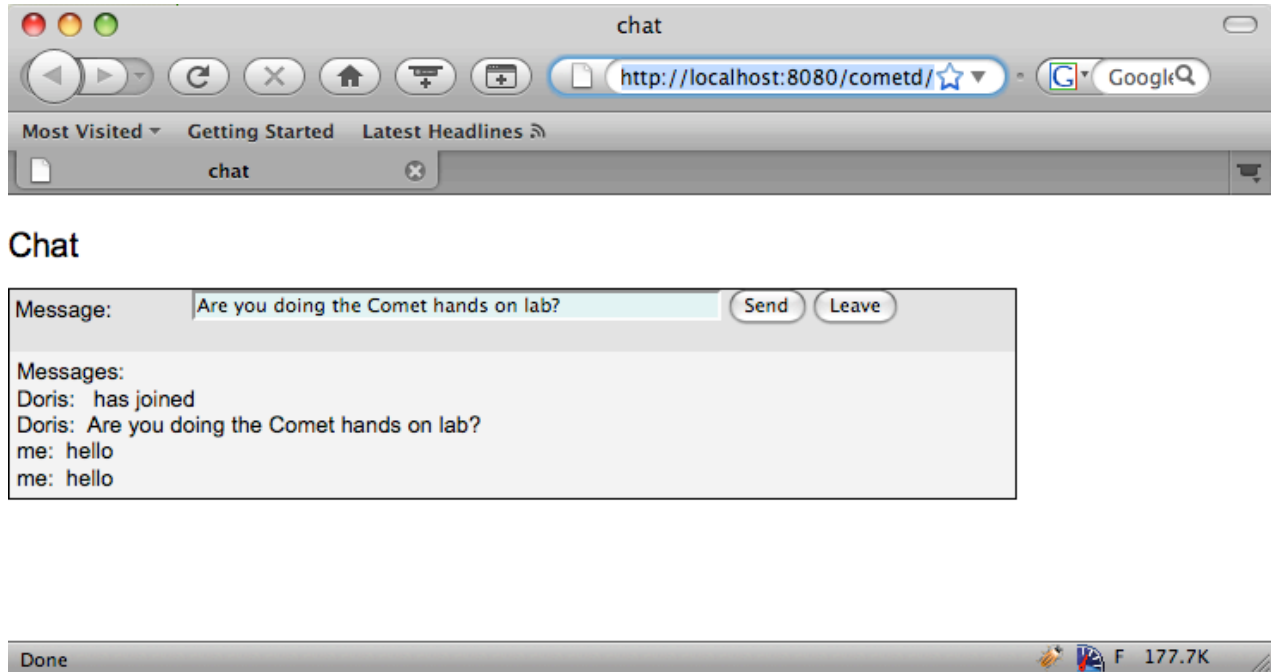 chat
http://localhost:8080/cometd/
G Google
Most Visited Getting Started Latest Headlines
chat
Chat
Message: Are you doing the Comet hands on lab? Send Leave
Messages:
Doris: has joined
Doris: Are you doing the Comet hands on lab?
me: hello
me: hello
Done F 177.7K